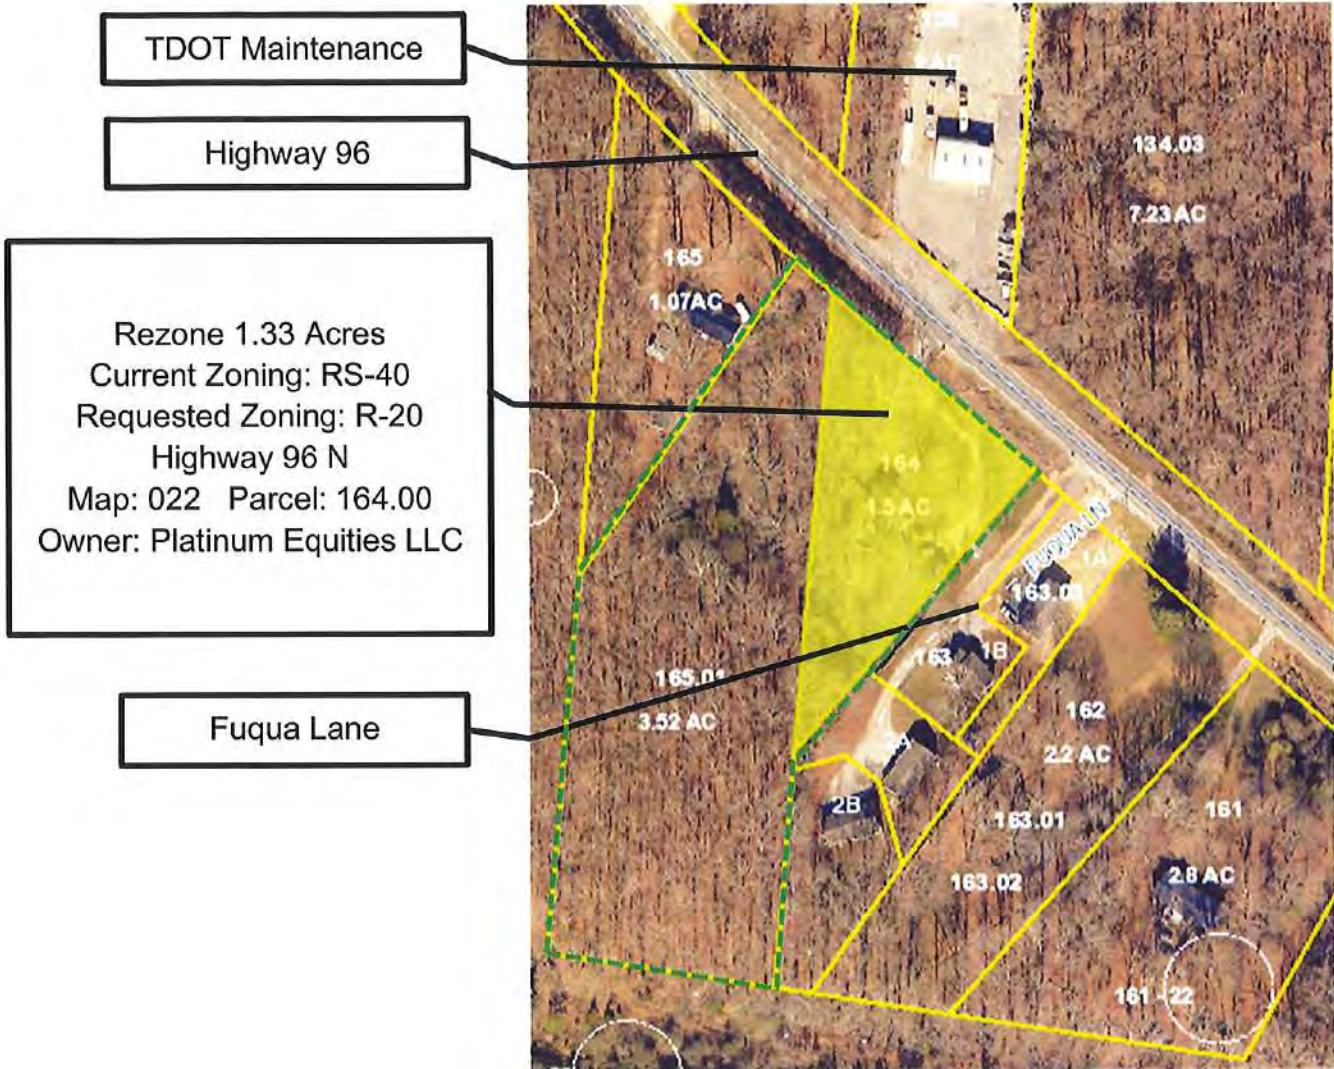 TDOT Maintenance
Highway 96
Rezone 1.33 Acres
Current Zoning: RS-40
Requested Zoning: R-20
Highway 96 N
Map: 022 Parcel: 164.00
Owner: Platinum Equities LLC
Fuqua Lane
134.03
7.23 AC
165
1.07AC
164
1.5 AC
FUQUA LN
1A
163.03
163
1B
165.01
3.52 AC
162
2.2 AC
2B
163.01
161
163.02
2.8 AC
161 - 22